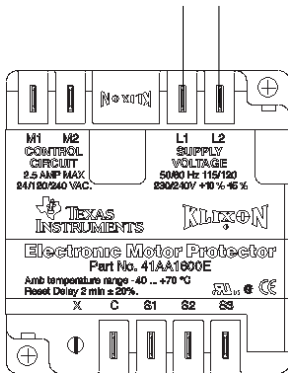 KLIXON
M1 M2 L1 L2
CONTROL CIRCUIT SUPPLY VOLTAGE
2.5 AMP MAX 50/60 Hz 115/120
24/120/240 VAC. 230/240V +10 % -15 %
TEXAS INSTRUMENTS KLIXON
Electronic Motor Protector
Part No. 41AA1600E
Amb temperature range -40 ... +70 °C
Reset Delay 2 min ± 20%.
X C S1 S2 S3